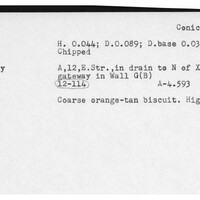 Conic
H. 0.044; D.0.089; D.base 0.03
Chipped
y
A,12,E.Str.,in drain to N of X
gateway in Wall G(B)
12-114 A-4.593
Coarse orange-tan biscuit. Hig